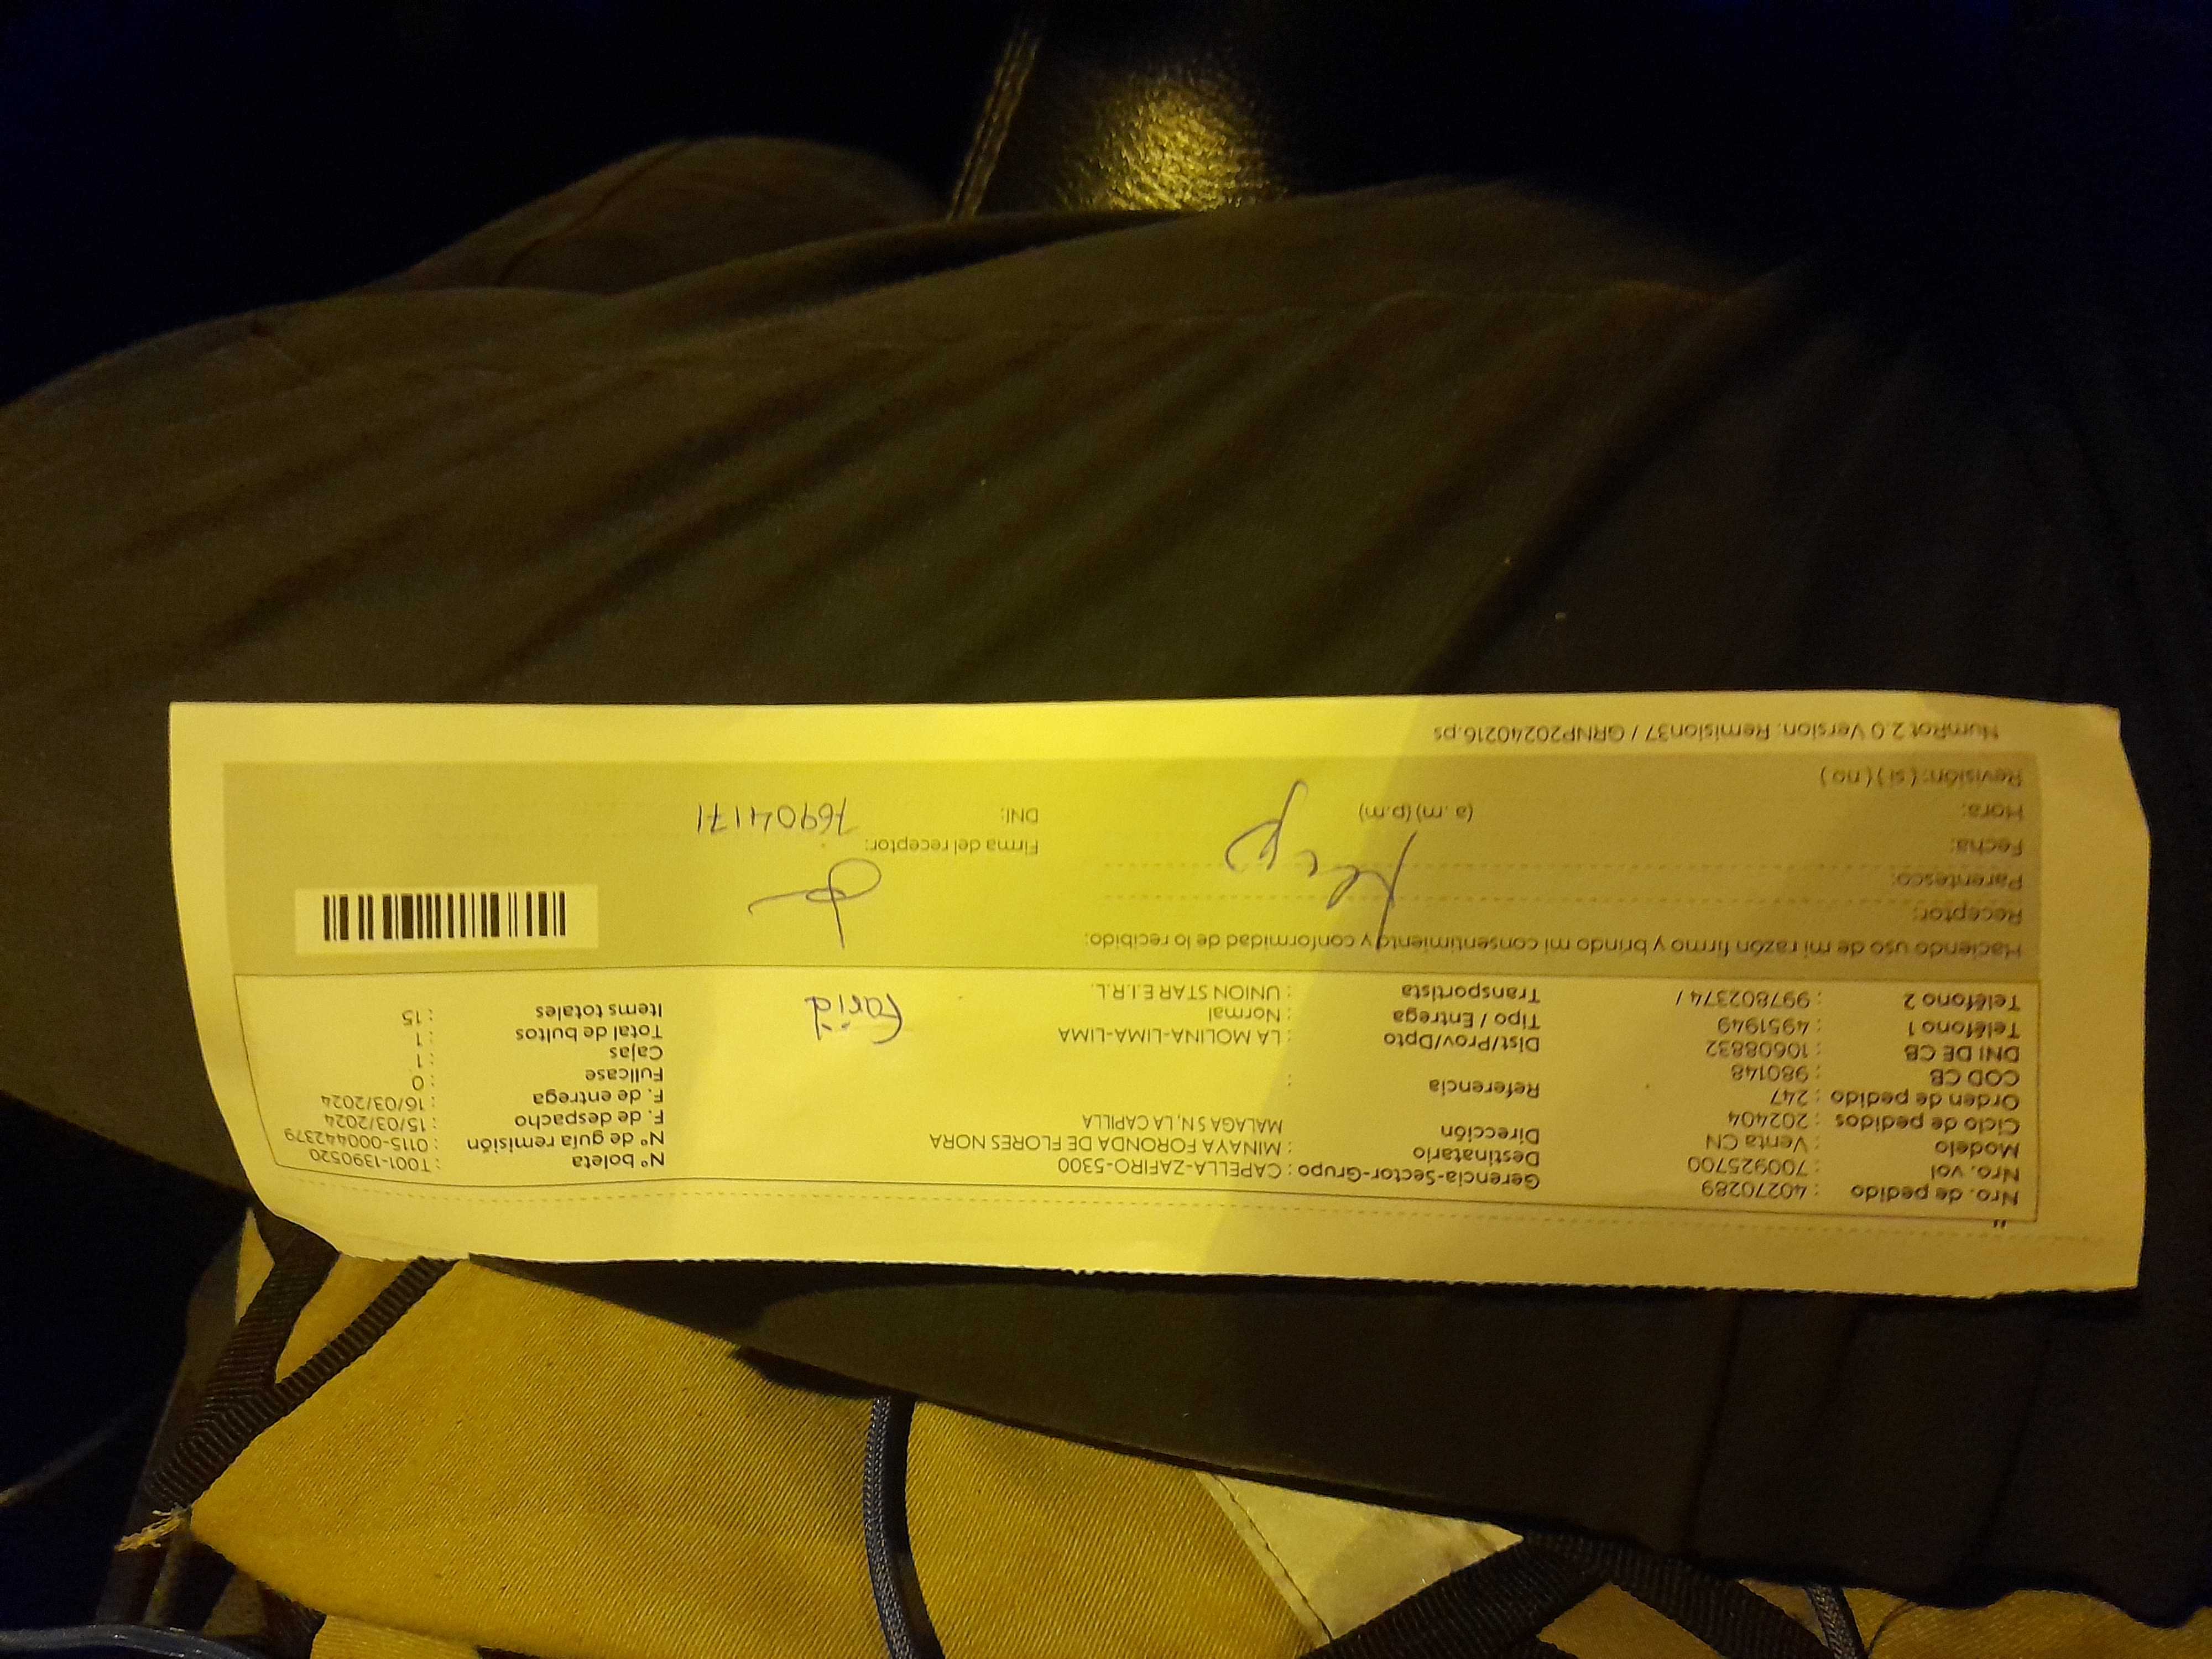 "
Nro. de pedido : 40270289
Nro. vol : 700925700
Modelo : Venta CN
Ciclo de pedidos : 202404
Orden de pedido : 247
COD CB : 980148
DNI DE CB : 10608832
Teléfono 1 : 4951949
Teléfono 2 : 997802374 /
Gerencia-Sector-Grupo : CAPELLA-ZAFIRO-5300
Destinatario : MINAYA FORONDA DE FLORES NORA
Dirección MALAGA SN, LA CAPILLA
Referencia :
Dist/Prov/Dpto : LA MOLINA-LIMA-LIMA
Tipo / Entrega : Normal
Transportista : UNION STAR E.I.R.L.
Nº boleta : T001-1390520
Nº de guía remisión : 0115-000442379
F. de despacho : 15/03/2024
F. de entrega : 16/03/2024
Fullcase : 0
Cajas : 1
Total de bultos : 1
Items totales : 15
Farid
Haciendo uso de mi razón firmo y brindo mi consentimiento y conformidad de lo recibido:
Receptor:
Parentesco:
Fecha:
Hora: (a. m) (p.m)
Revisión: ( si ) ( no )
Firma del receptor:
DNI: 76904171
NumRot 2.0 Version. Remision37 / GRNP20240216.ps